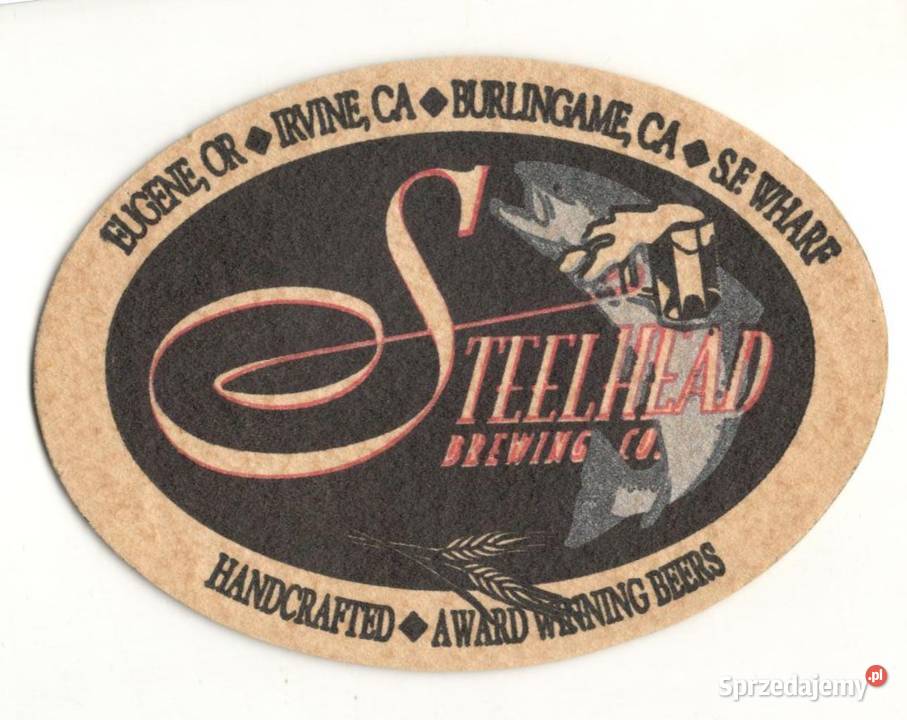 EUGENE, OR ◆ IRVINE, CA ◆ BURLINGAME, CA ◆ S.F. WHARF
STEELHEAD
BREWING CO.
HANDCRAFTED ◆ AWARD WINNING BEERS
Sprzedajemy.pl